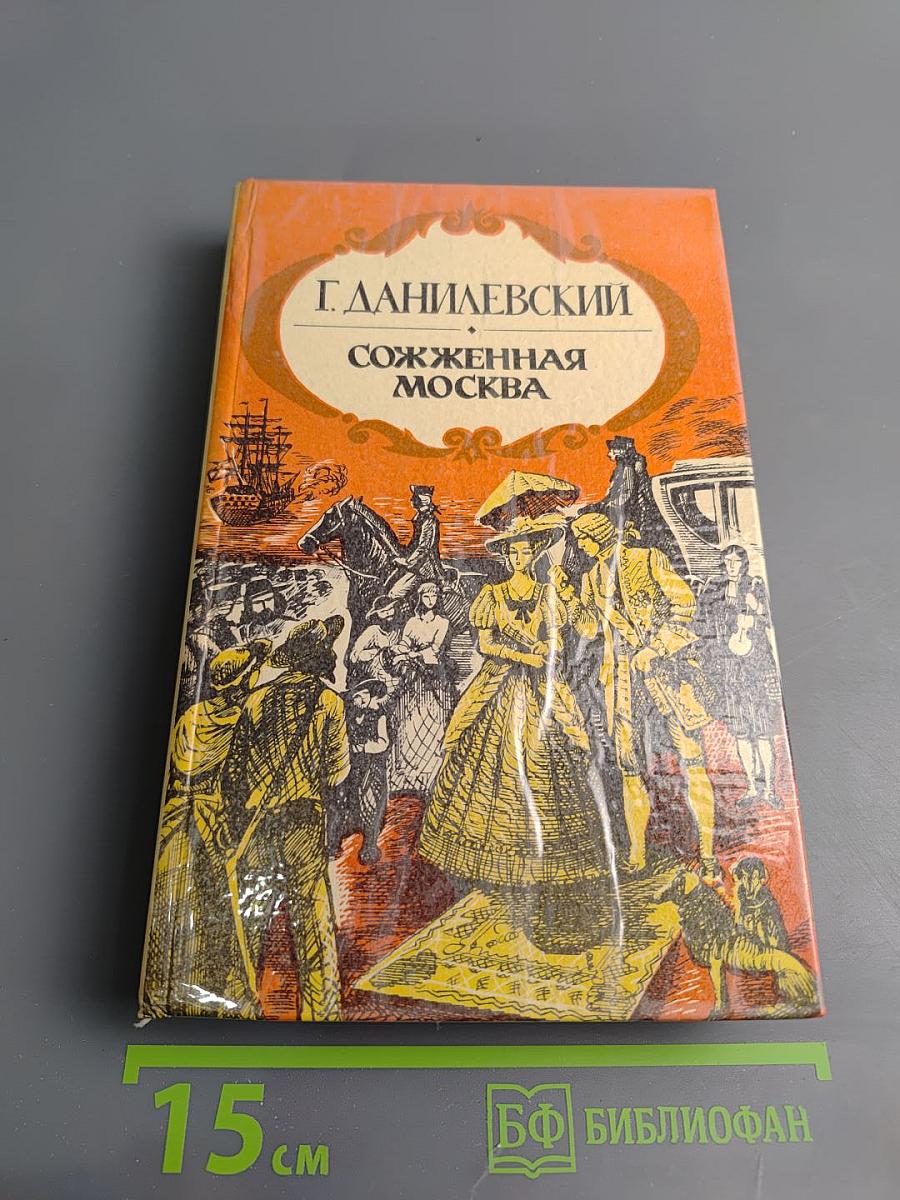 Г. ДАНИЛЕВСКИЙ
СОЖЖЕННАЯ
МОСКВА
15 см
БФ БИБЛИОФАН